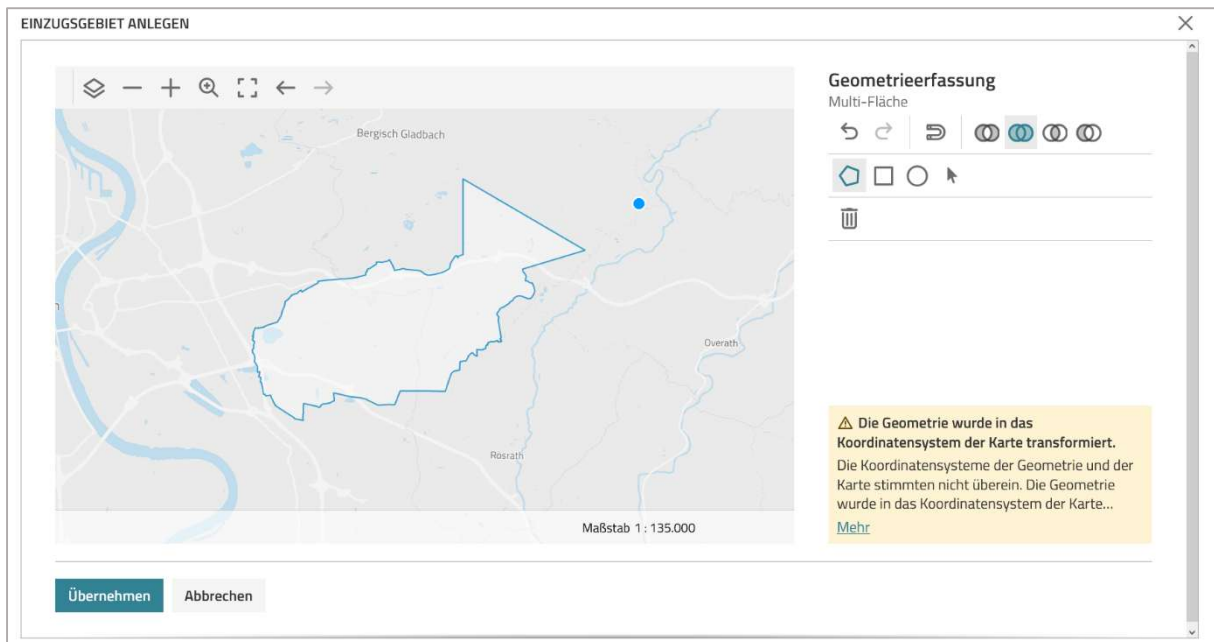 EINZUGSGEBIET ANLEGEN
Bergisch Gladbach
Overath
Rösrath
Maßstab 1 : 135.000
Geometrieerfassung
Multi-Fläche
⚠ Die Geometrie wurde in das
Koordinatensystem der Karte transformiert.
Die Koordinatensysteme der Geometrie und der
Karte stimmten nicht überein. Die Geometrie
wurde in das Koordinatensystem der Karte...
Mehr
Übernehmen
Abbrechen